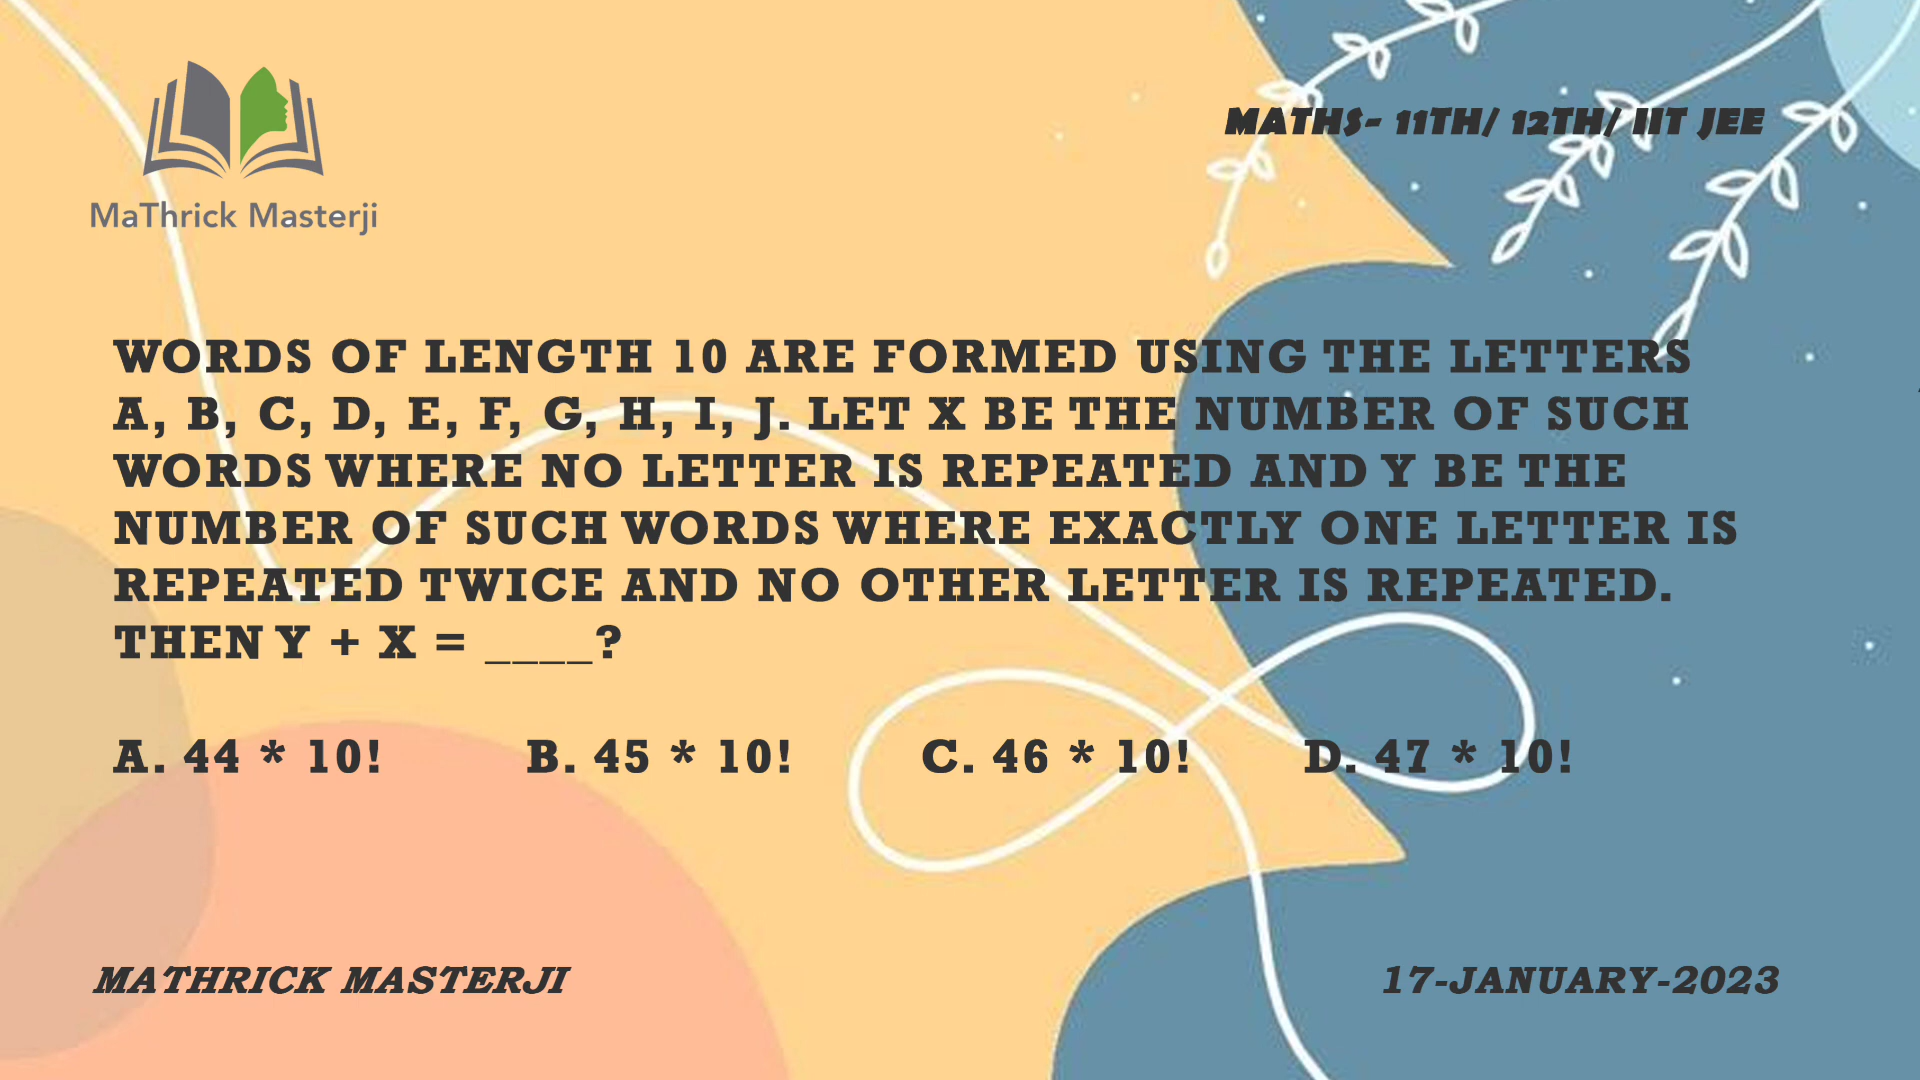 MaThrick Masterji
MATHS- 11TH/ 12TH/ IIT JEE
WORDS OF LENGTH 10 ARE FORMED USING THE LETTERS
A, B, C, D, E, F, G, H, I, J. LET X BE THE NUMBER OF SUCH
WORDS WHERE NO LETTER IS REPEATED AND Y BE THE
NUMBER OF SUCH WORDS WHERE EXACTLY ONE LETTER IS
REPEATED TWICE AND NO OTHER LETTER IS REPEATED.
THEN Y + X = ____?
A. 44 * 10! B. 45 * 10! C. 46 * 10! D. 47 * 10!
MATHRICK MASTERJI
17-JANUARY-2023